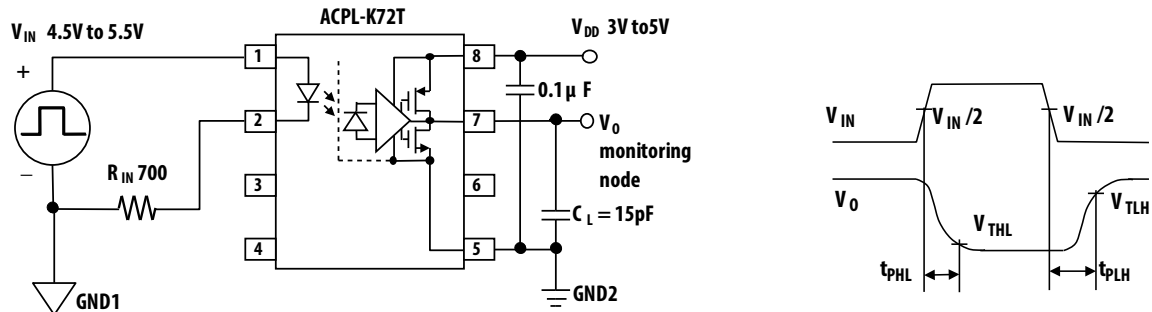 ACPL-K72T
V_IN 4.5V to 5.5V
+
–
R_IN 700
GND1
1
2
3
4
8
7
6
5
V_DD 3V to5V
0.1 µ F
V_O
monitoring
node
C_L = 15pF
GND2
V_IN
V_IN /2
V_IN /2
V_O
V_THL
V_TLH
t_PHL
t_PLH